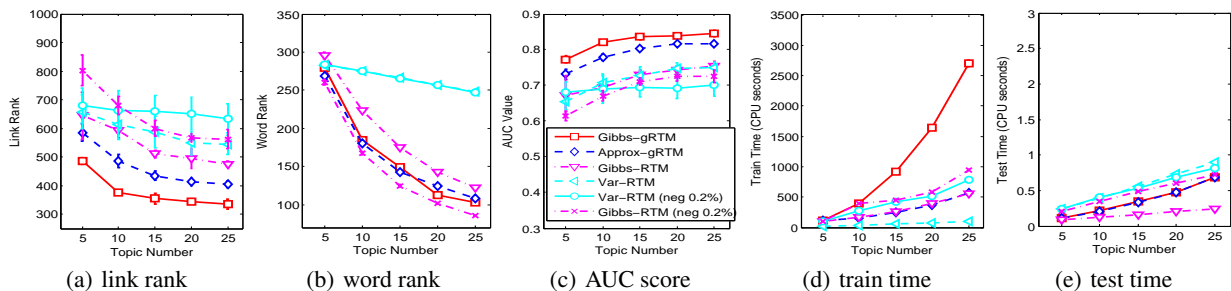 1000
900
800
700
600
500
400
300
Link Rank
5 10 15 20 25
Topic Number
(a) link rank
350
300
250
200
150
100
Word Rank
5 10 15 20 25
Topic Number
(b) word rank
0.9
0.8
0.7
0.6
0.5
0.4
0.3
AUC Value
Gibbs-gRTM
Approx-gRTM
Gibbs-RTM
Var-RTM
Var-RTM (neg 0.2%)
Gibbs-RTM (neg 0.2%)
5 10 15 20 25
Topic Number
(c) AUC score
3500
3000
2500
2000
1500
1000
500
0
Train Time (CPU seconds)
5 10 15 20 25
Topic Number
(d) train time
3
2.5
2
1.5
1
0.5
0
Test Time (CPU seconds)
5 10 15 20 25
Topic Number
(e) test time